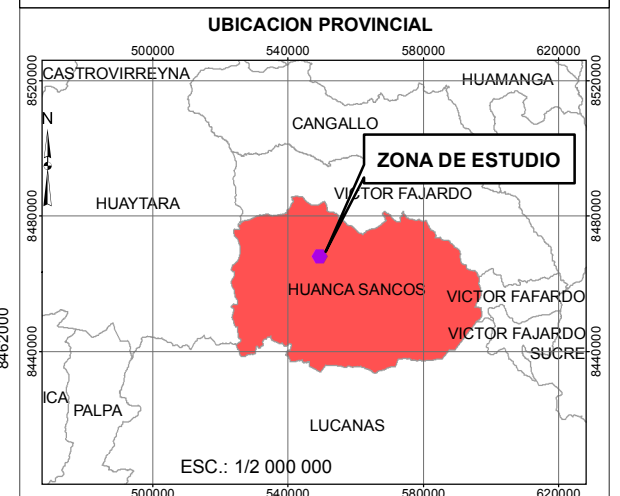 UBICACION PROVINCIAL
500000 540000 580000 620000
8520000 8520000
CASTROVIRREYNA
HUAMANGA
N
CANGALLO
ZONA DE ESTUDIO
VICTOR FAJARDO
HUAYTARA
8480000 8480000
HUANCA SANCOS
VICTOR FAFARDO
8462000
VICTOR FAJARDO
8440000 8440000
SUCRE
ICA
PALPA
LUCANAS
ESC.: 1/2 000 000
500000 540000 580000 620000